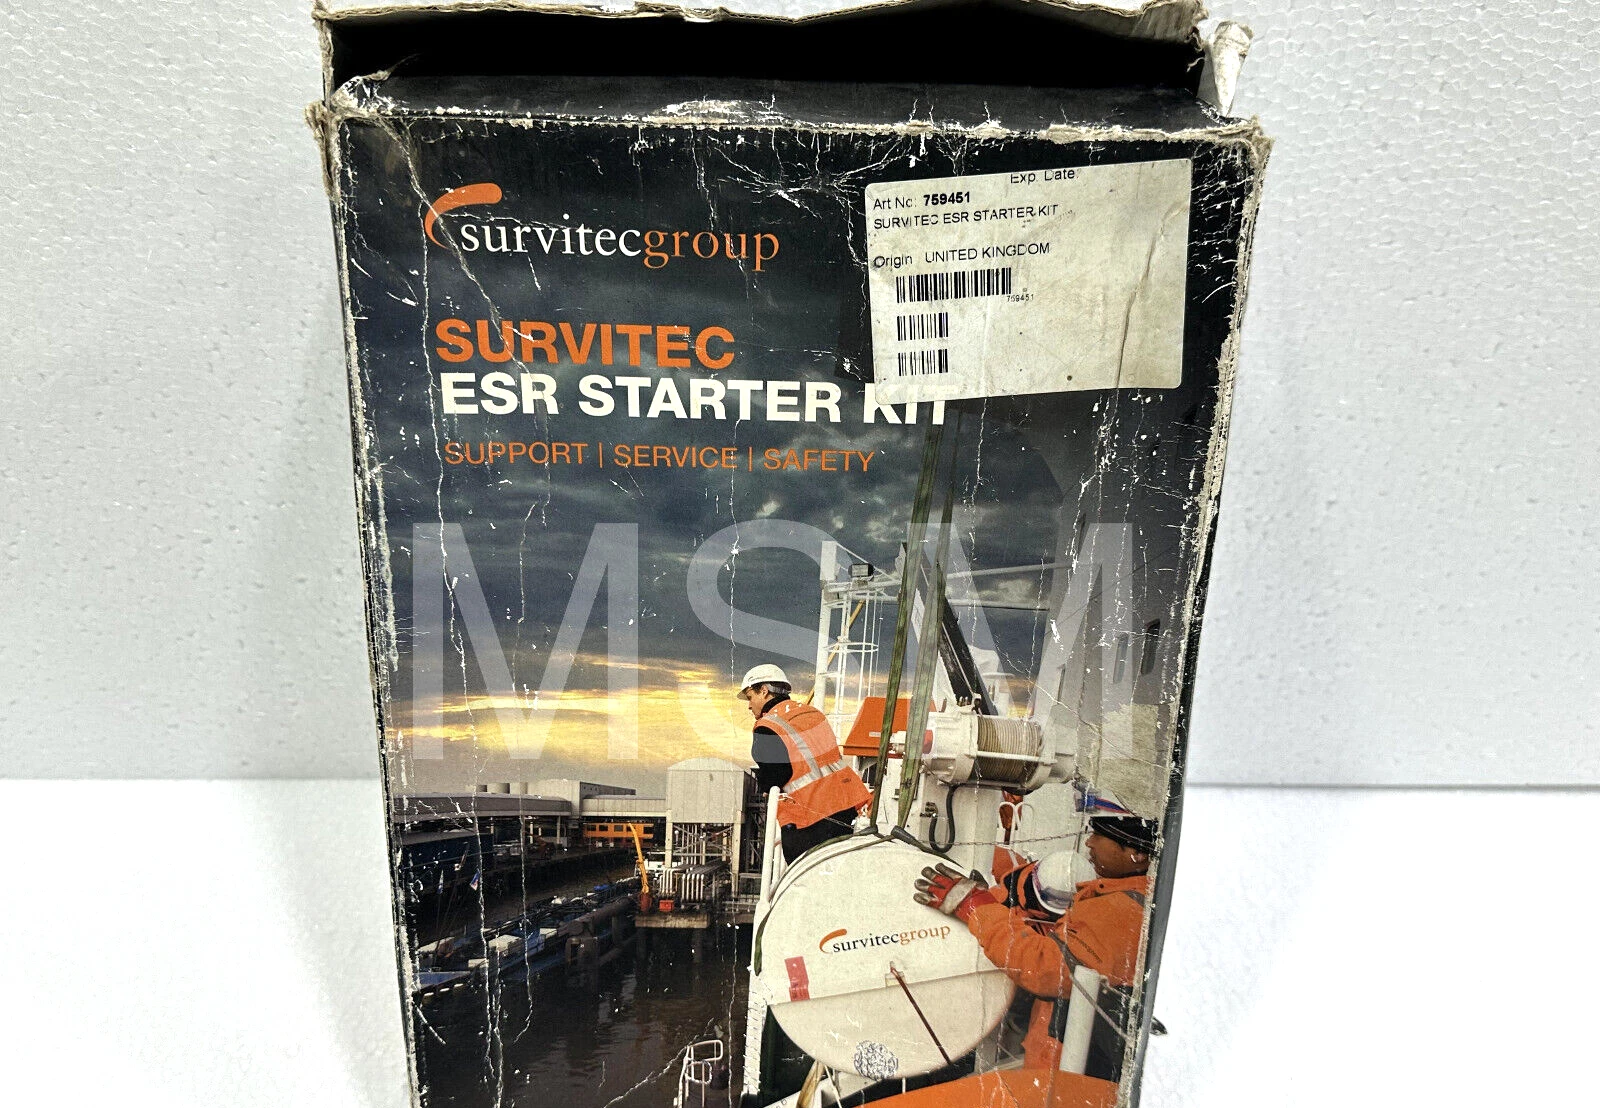 Exp. Date
Art No: 759451
SURVITEC ESR STARTER KIT
Origin UNITED KINGDOM
759451
survitecgroup
SURVITEC
ESR STARTER KIT
SUPPORT | SERVICE | SAFETY
MSM
survitecgroup